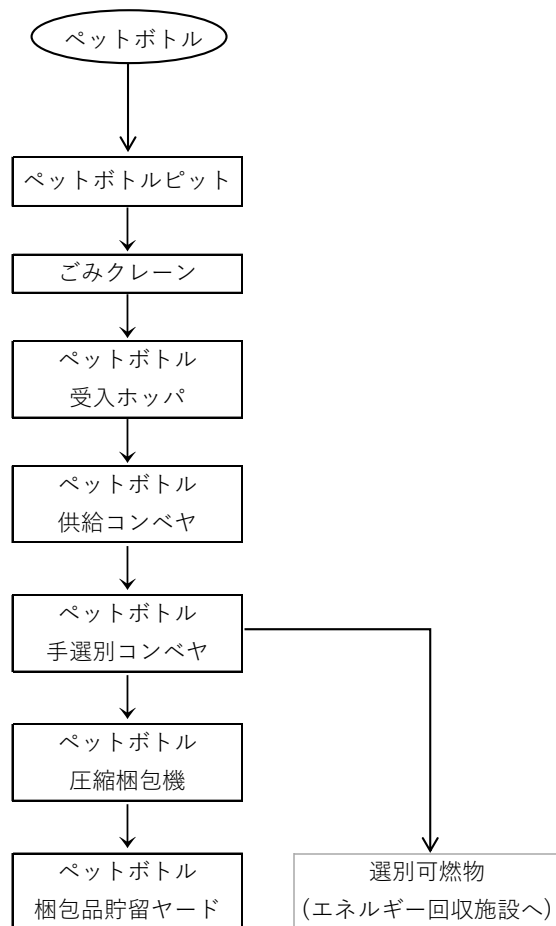 ペットボトル
ペットボトルピット
ごみクレーン
ペットボトル
受入ホッパ
ペットボトル
供給コンベヤ
ペットボトル
手選別コンベヤ
ペットボトル
圧縮梱包機
ペットボトル
梱包品貯留ヤード
選別可燃物
(エネルギー回収施設へ)